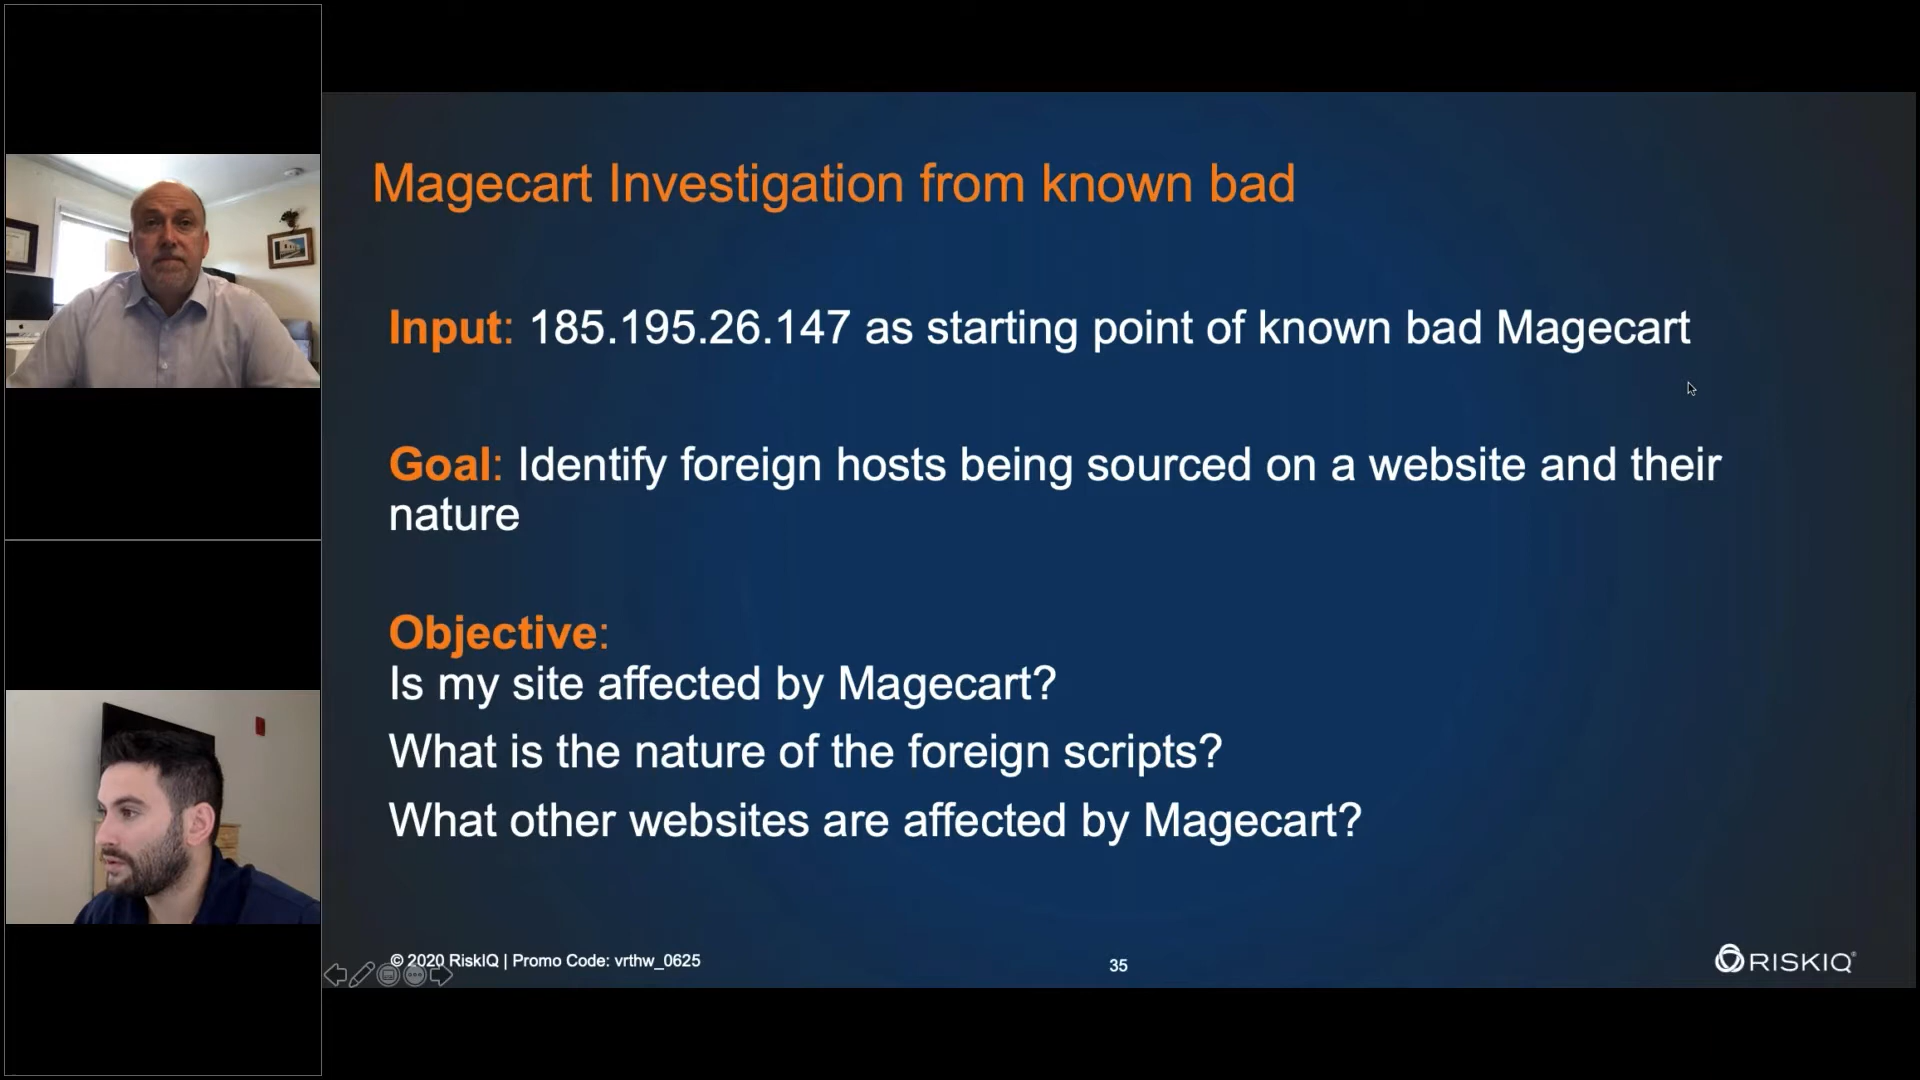 Magecart Investigation from known bad
Input: 185.195.26.147 as starting point of known bad Magecart
Goal: Identify foreign hosts being sourced on a website and their
nature
Objective:
Is my site affected by Magecart?
What is the nature of the foreign scripts?
What other websites are affected by Magecart?
© 2020 RiskIQ | Promo Code: vrthw_0625
35
RISKIQ®